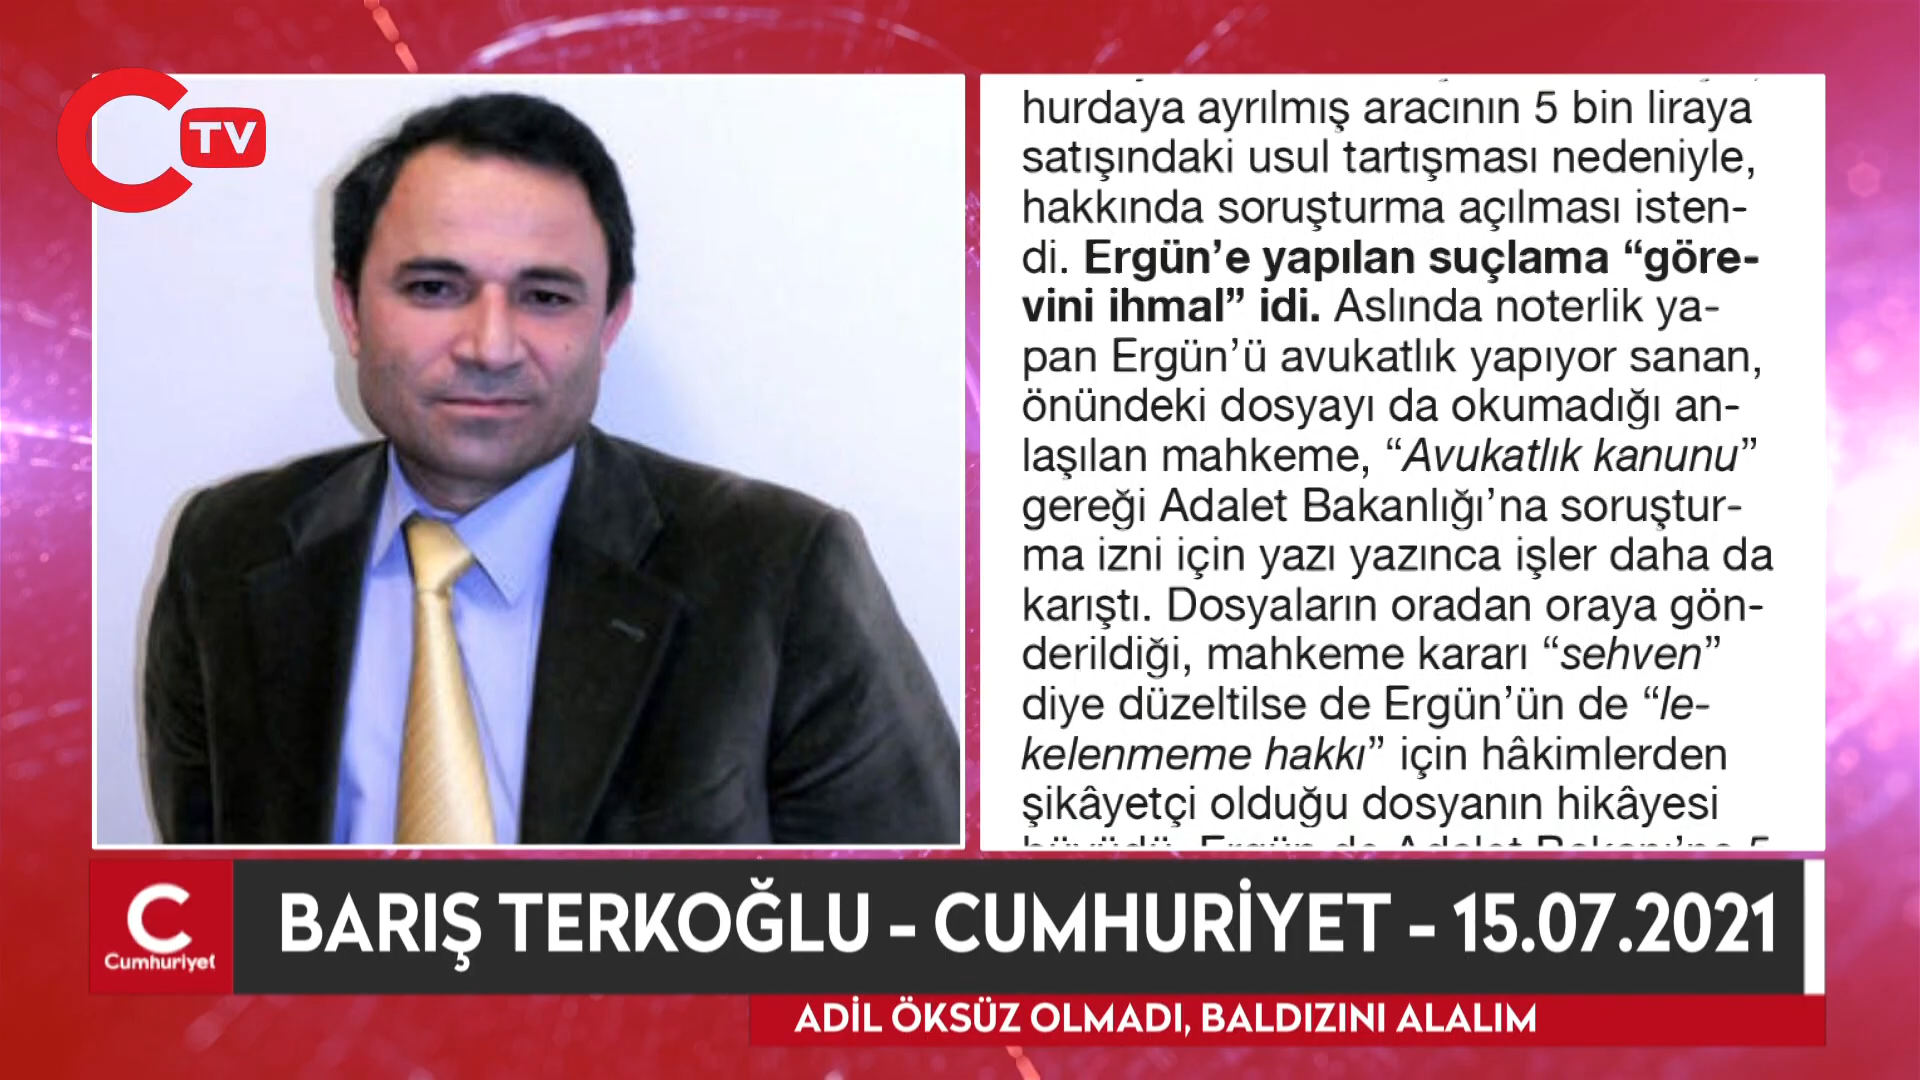 C TV
hurdaya ayrılmış aracının 5 bin liraya
satışındaki usul tartışması nedeniyle,
hakkında soruşturma açılması isten-
di. Ergün’e yapılan suçlama “göre-
vini ihmal” idi. Aslında noterlik ya-
pan Ergün’ü avukatlık yapıyor sanan,
önündeki dosyayı da okumadığı an-
laşılan mahkeme, “Avukatlık kanunu”
gereği Adalet Bakanlığı’na soruştur-
ma izni için yazı yazınca işler daha da
karıştı. Dosyaların oradan oraya gön-
derildiği, mahkeme kararı “sehven”
diye düzeltilse de Ergün’ün de “le-
kelenmeme hakkı” için hâkimlerden
şikâyetçi olduğu dosyanın hikâyesi
C
Cumhuriyet
BARIŞ TERKOĞLU - CUMHURİYET - 15.07.2021
ADİL ÖKSÜZ OLMADI, BALDIZINI ALALIM